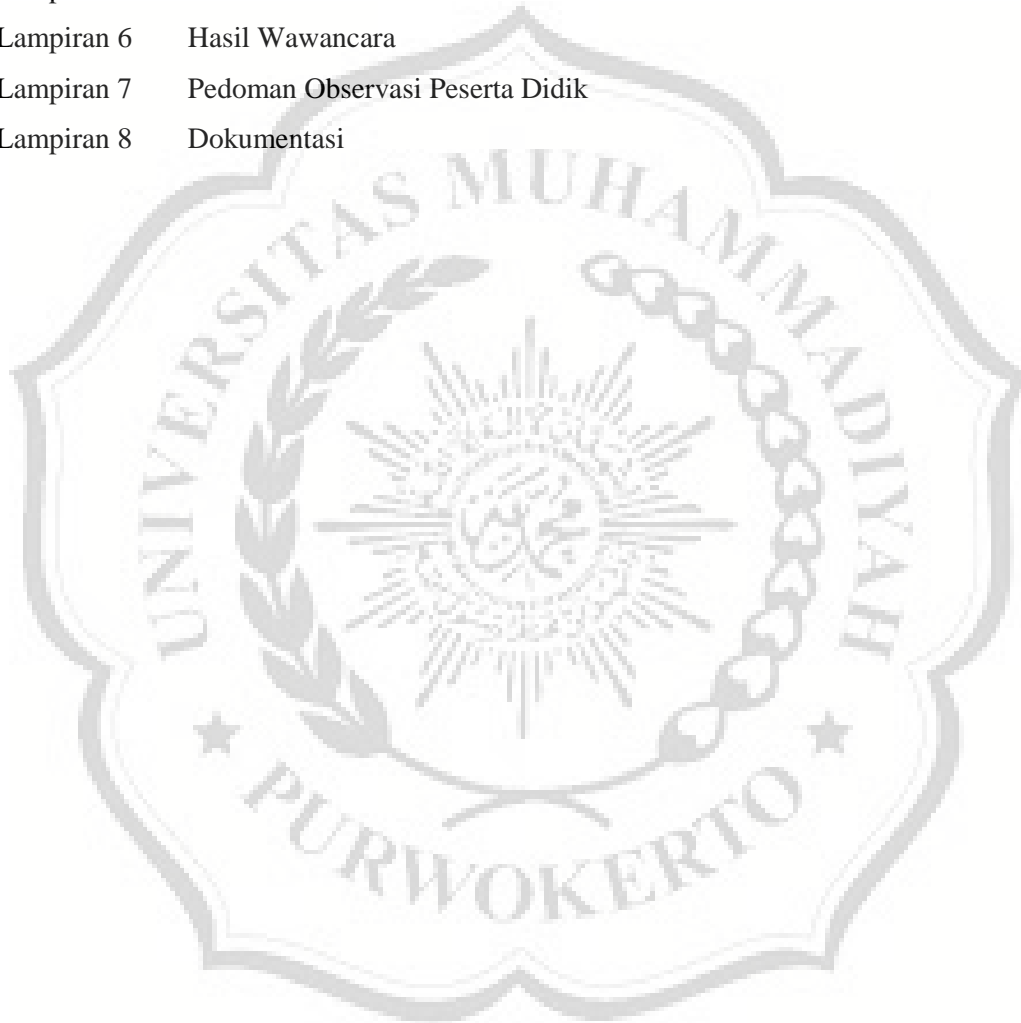 Lampiran 6 Hasil Wawancara
Lampiran 7 Pedoman Observasi Peserta Didik
Lampiran 8 Dokumentasi
UNIVERSITAS MUHAMMADIYAH
PURWOKERTO